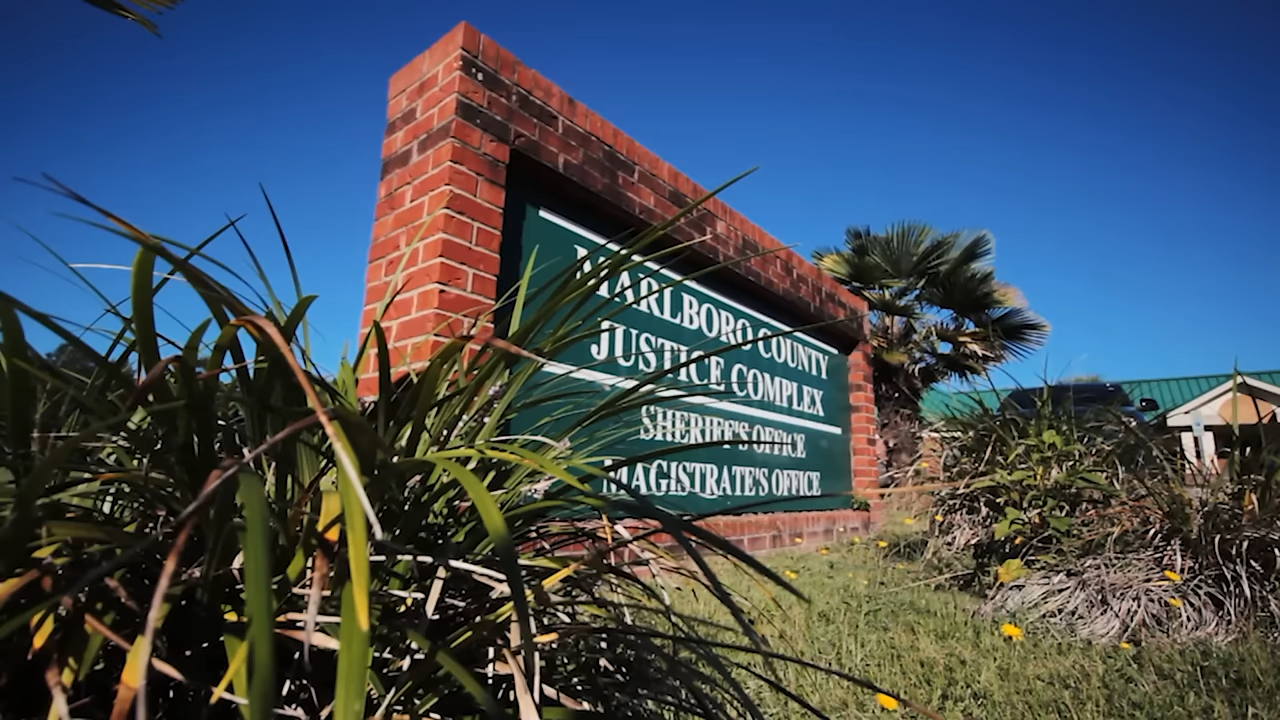 MARLBORO COUNTY
JUSTICE COMPLEX
SHERIFF'S OFFICE
MAGISTRATE'S OFFICE